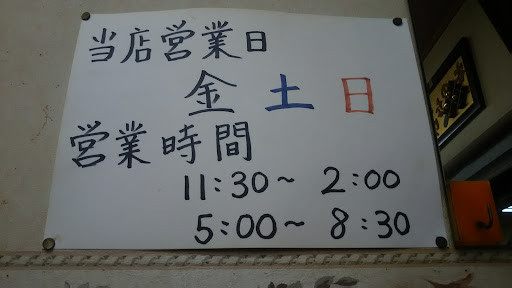 当店営業日
金 土 日
営業時間
11:30～ 2:00
5:00～ 8:30